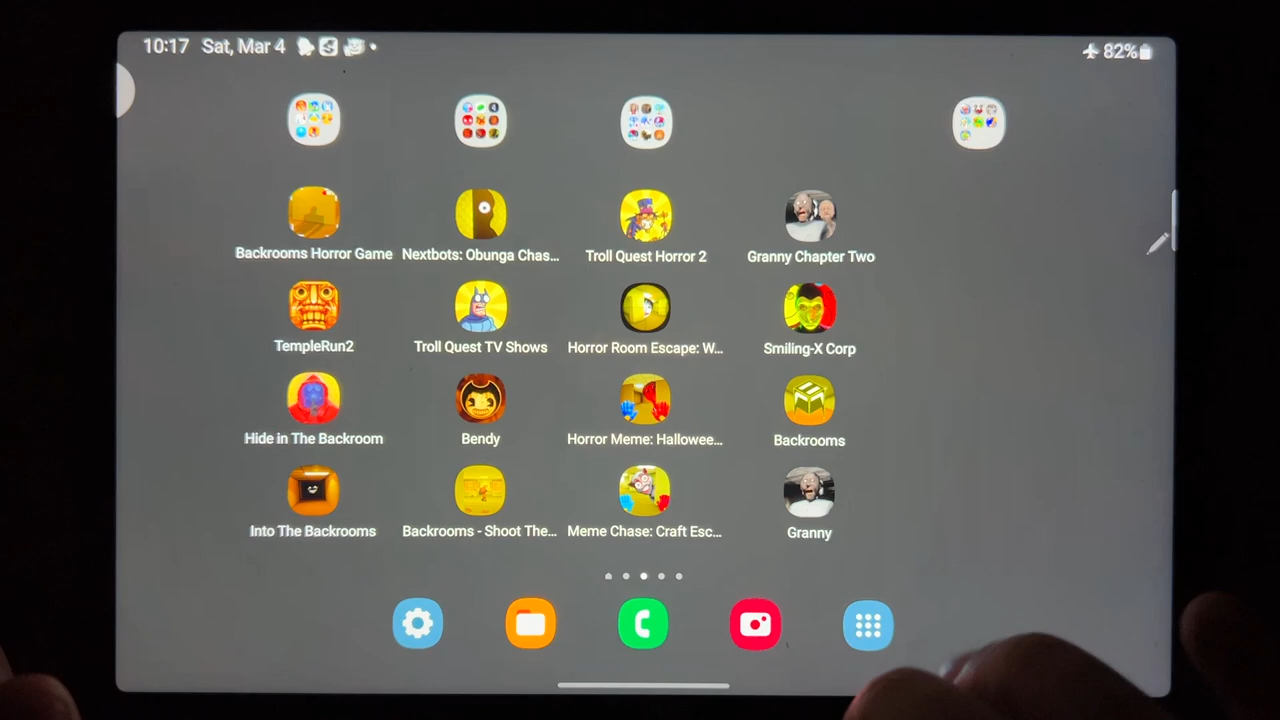 10:17 Sat, Mar 4 82%
Backrooms Horror Game Nextbots: Obunga Chas... Troll Quest Horror 2 Granny Chapter Two
TempleRun2 Troll Quest TV Shows Horror Room Escape: W... Smiling-X Corp
Hide in The Backroom Bendy Horror Meme: Hallowee... Backrooms
Into The Backrooms Backrooms - Shoot The... Meme Chase: Craft Esc... Granny